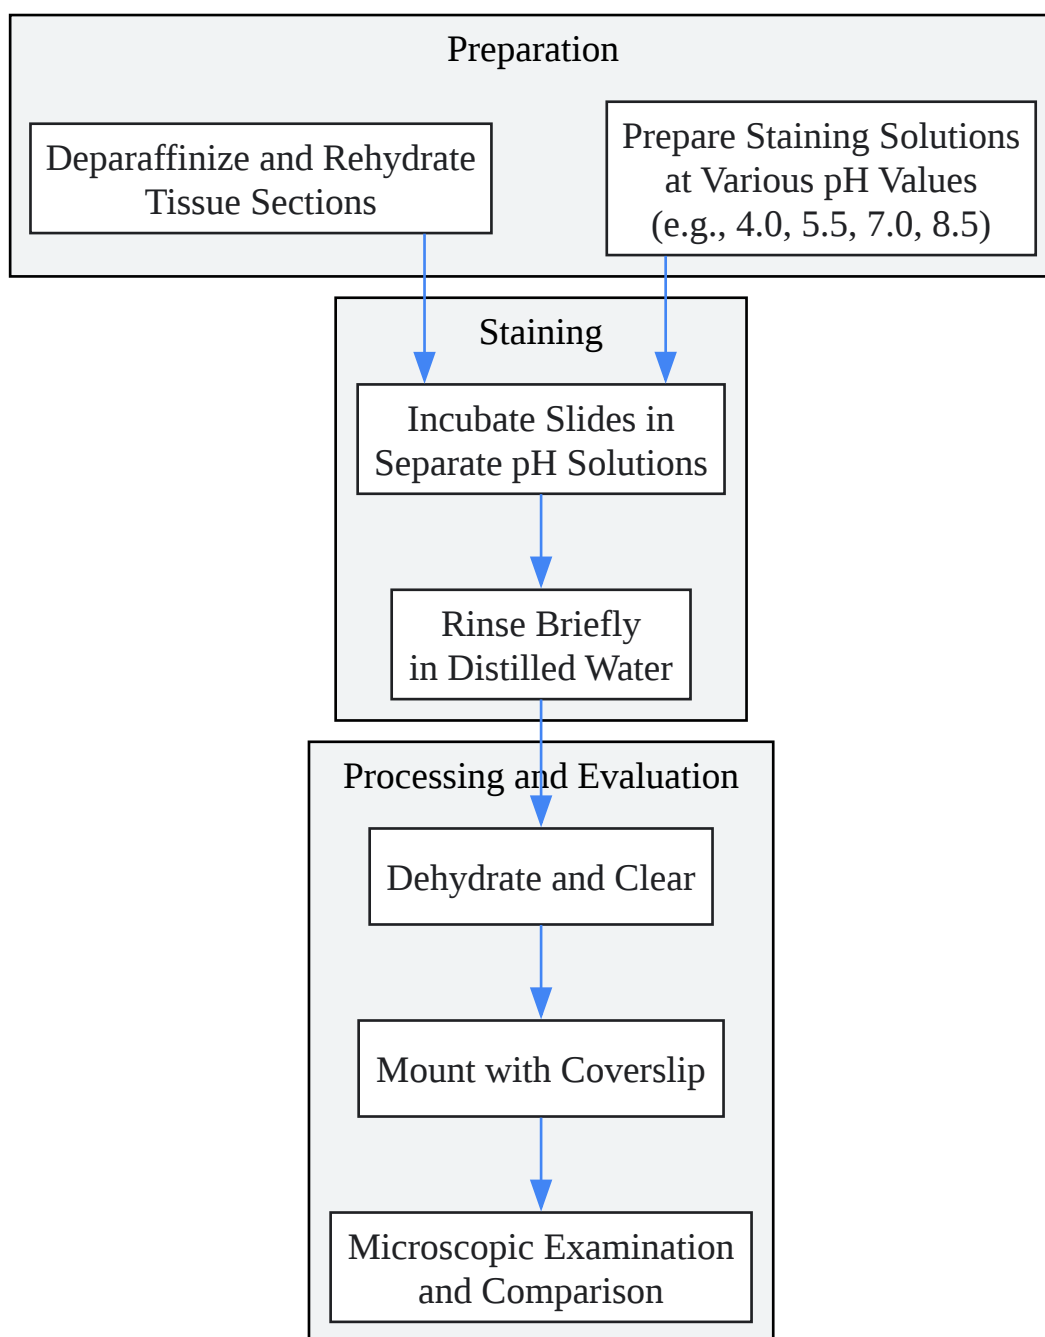 Preparation
Deparaffinize and Rehydrate
Tissue Sections
Prepare Staining Solutions
at Various pH Values
(e.g., 4.0, 5.5, 7.0, 8.5)
Staining
Incubate Slides in
Separate pH Solutions
Rinse Briefly
in Distilled Water
Processing and Evaluation
Dehydrate and Clear
Mount with Coverslip
Microscopic Examination
and Comparison